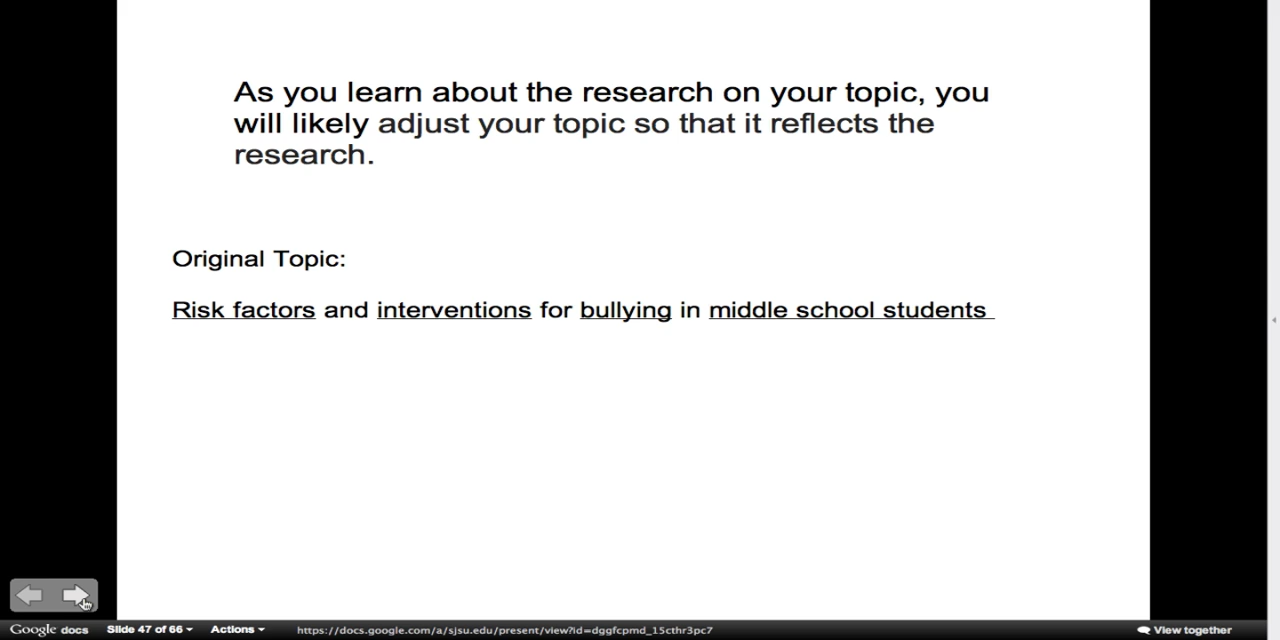 As you learn about the research on your topic, you
will likely adjust your topic so that it reflects the
research.
Original Topic:
Risk factors and interventions for bullying in middle school students
Google docs Slide 47 of 66 Actions https://docs.google.com/a/sjsu.edu/present/view?id=dggfcpmd_15cthr3pc7 View together